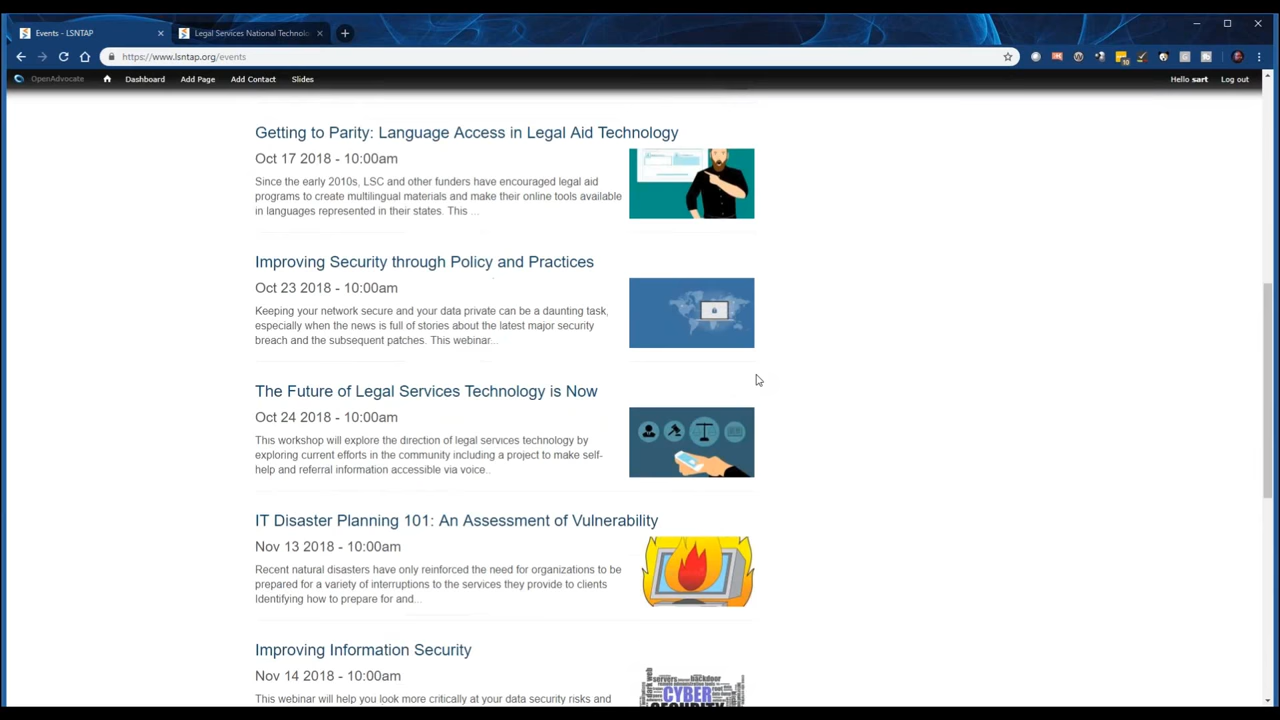 Events - LSNTAP
Legal Services National Technolo
https://www.lsntap.org/events
OpenAdvocate
Dashboard
Add Page
Add Contact
Slides
Hello sart
Log out
Getting to Parity: Language Access in Legal Aid Technology
Oct 17 2018 - 10:00am
Since the early 2010s, LSC and other funders have encouraged legal aid
programs to create multilingual materials and make their online tools available
in languages represented in their states. This ...
Improving Security through Policy and Practices
Oct 23 2018 - 10:00am
Keeping your network secure and your data private can be a daunting task,
especially when the news is full of stories about the latest major security
breach and the subsequent patches. This webinar...
The Future of Legal Services Technology is Now
Oct 24 2018 - 10:00am
This workshop will explore the direction of legal services technology by
exploring current efforts in the community including a project to make self-
help and referral information accessible via voice..
IT Disaster Planning 101: An Assessment of Vulnerability
Nov 13 2018 - 10:00am
Recent natural disasters have only reinforced the need for organizations to be
prepared for a variety of interruptions to the services they provide to clients
Identifying how to prepare for and...
Improving Information Security
Nov 14 2018 - 10:00am
This webinar will help you look more critically at your data security risks and
servers
backdoor
CYBER
SECURITY